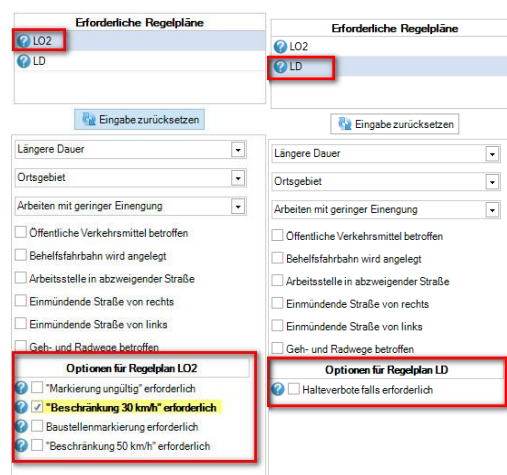 Erforderliche Regelpläne
LO2
LD
Eingabe zurücksetzen
Längere Dauer
Ortsgebiet
Arbeiten mit geringer Einengung
Öffentliche Verkehrsmittel betroffen
Behelfsfahrbahn wird angelegt
Arbeitsstelle in abzweigender Straße
Einmündende Straße von rechts
Einmündende Straße von links
Geh- und Radwege betroffen
Optionen für Regelplan LO2
"Markierung ungültig" erforderlich
"Beschränkung 30 km/h" erforderlich
Baustellenmarkierung erforderlich
"Beschränkung 50 km/h" erforderlich
Erforderliche Regelpläne
LO2
LD
Eingabe zurücksetzen
Längere Dauer
Ortsgebiet
Arbeiten mit geringer Einengung
Öffentliche Verkehrsmittel betroffen
Behelfsfahrbahn wird angelegt
Arbeitsstelle in abzweigender Straße
Einmündende Straße von rechts
Einmündende Straße von links
Geh- und Radwege betroffen
Optionen für Regelplan LD
Halteverbote falls erforderlich